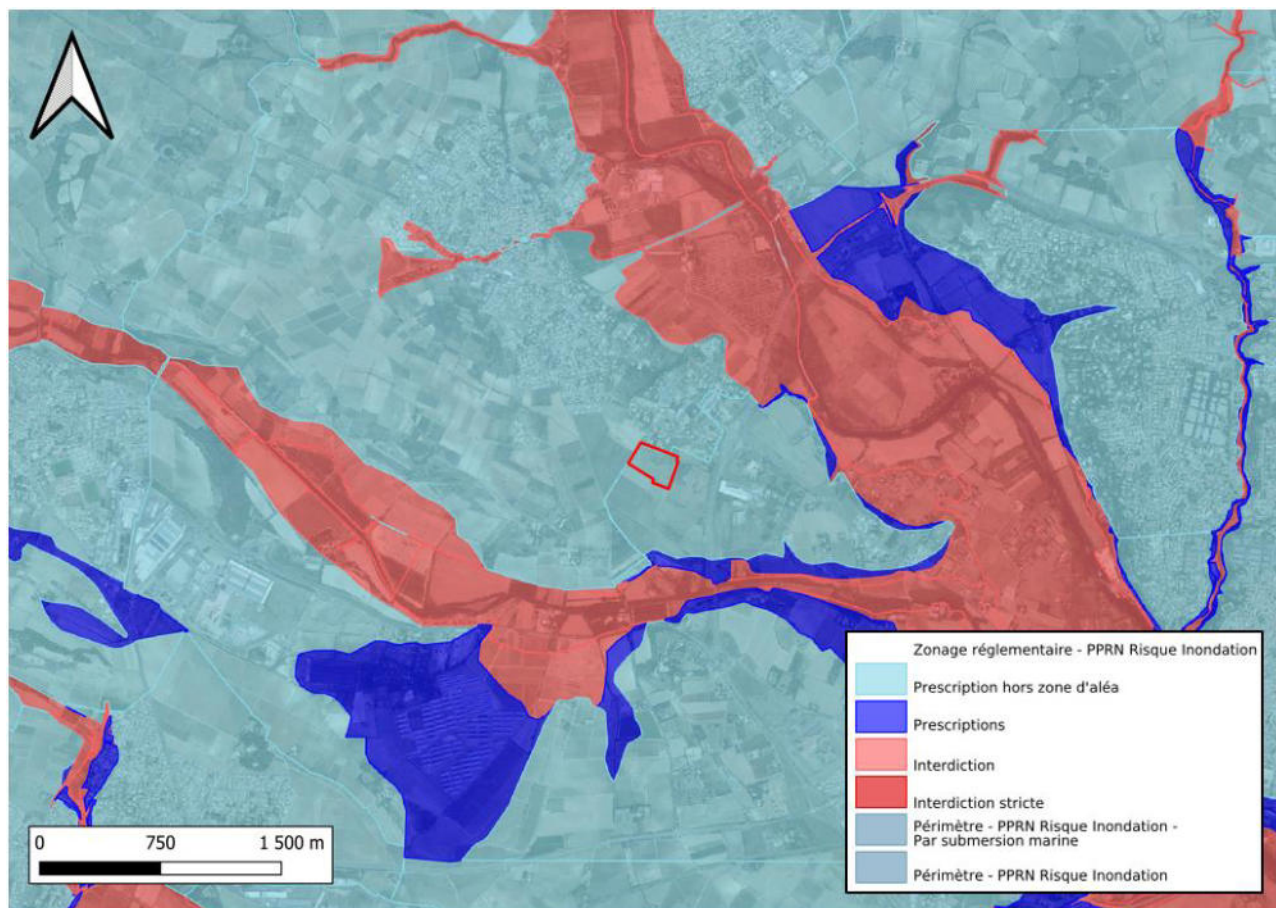 Zonage réglementaire - PPRN Risque Inondation
Prescription hors zone d'aléa
Prescriptions
Interdiction
Interdiction stricte
Périmètre - PPRN Risque Inondation -
Par submersion marine
Périmètre - PPRN Risque Inondation
0 750 1 500 m